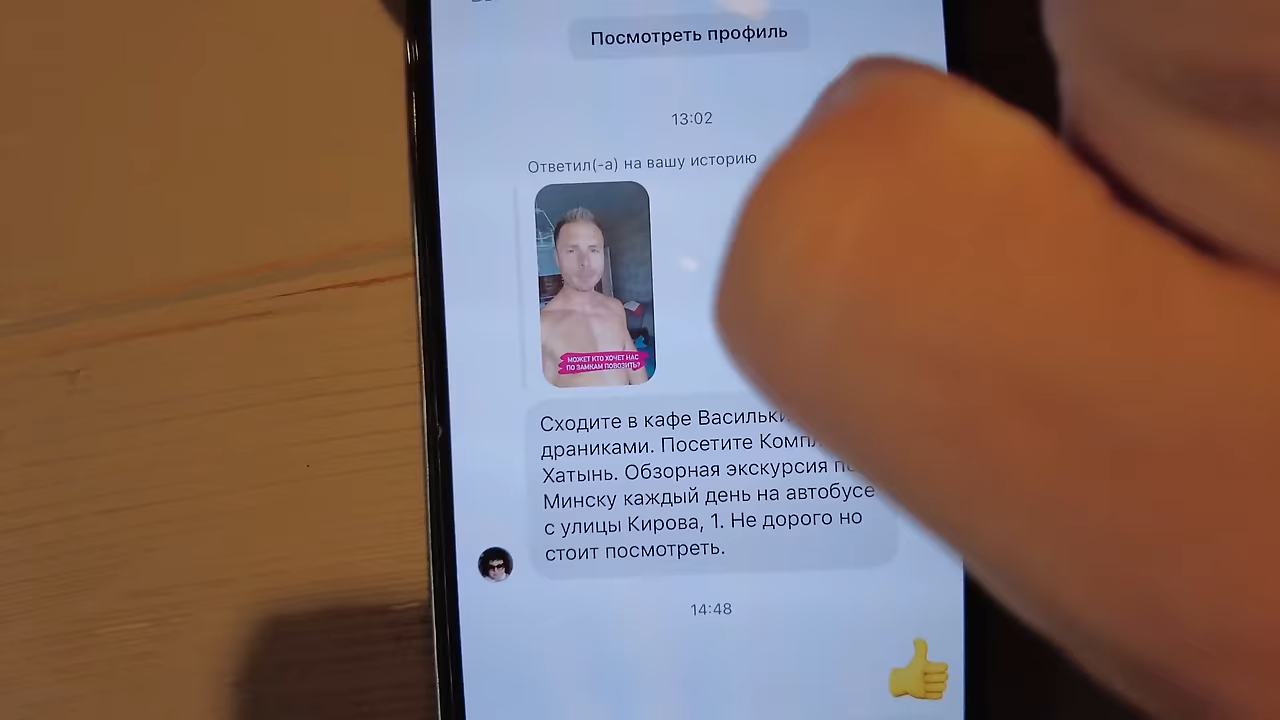 Посмотреть профиль
13:02
Ответил(-а) на вашу историю
МОЖЕТ КТО ХОЧЕТ НАС
ПО ЗАМКАМ ПОВОЗИТЬ?
Сходите в кафе
драниками. Посетите
Хатынь. Обзорная экскурсия
Минску каждый день на автобусе
с улицы Кирова, 1. Не дорого но
стоит посмотреть.
14:48